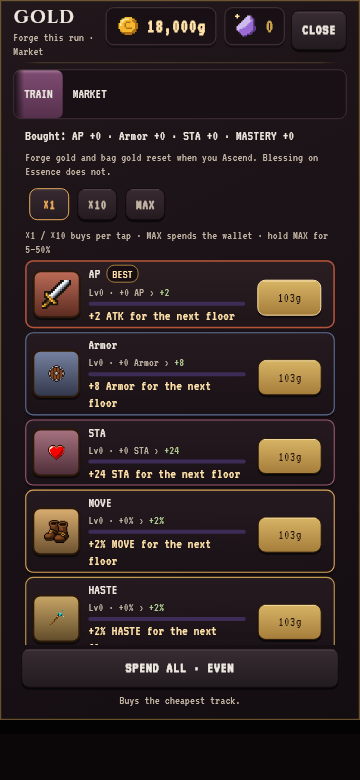 GOLD
Forge this run ·
Market
18,000g
0
CLOSE
TRAIN
MARKET
Bought: AP +0 · Armor +0 · STA +0 · MASTERY +0
Forge gold and bag gold reset when you Ascend. Blessing on
Essence does not.
X1
X10
MAX
X1 / X10 buys per tap · MAX spends the wallet · hold MAX for
5-50%
AP BEST
Lv0 · +0 AP › +2
+2 ATK for the next floor
103g
Armor
Lv0 · +0 Armor › +8
+8 Armor for the next
floor
103g
STA
Lv0 · +0 STA › +24
+24 STA for the next floor
103g
MOVE
Lv0 · +0% › +2%
+2% MOVE for the next
floor
103g
HASTE
Lv0 · +0% › +2%
+2% HASTE for the next
103g
SPEND ALL · EVEN
Buys the cheapest track.